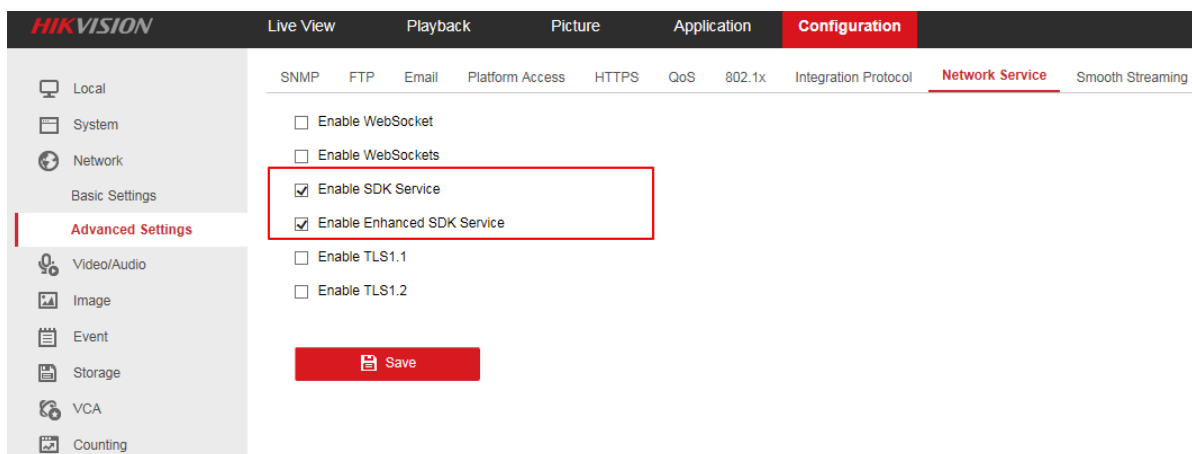 HIKVISION Live View Playback Picture Application Configuration
SNMP FTP Email Platform Access HTTPS QoS 802.1x Integration Protocol Network Service Smooth Streaming
Local
System
Network
Basic Settings
Advanced Settings
Video/Audio
Image
Event
Storage
VCA
Counting
Enable WebSocket
Enable WebSockets
Enable SDK Service
Enable Enhanced SDK Service
Enable TLS1.1
Enable TLS1.2
Save